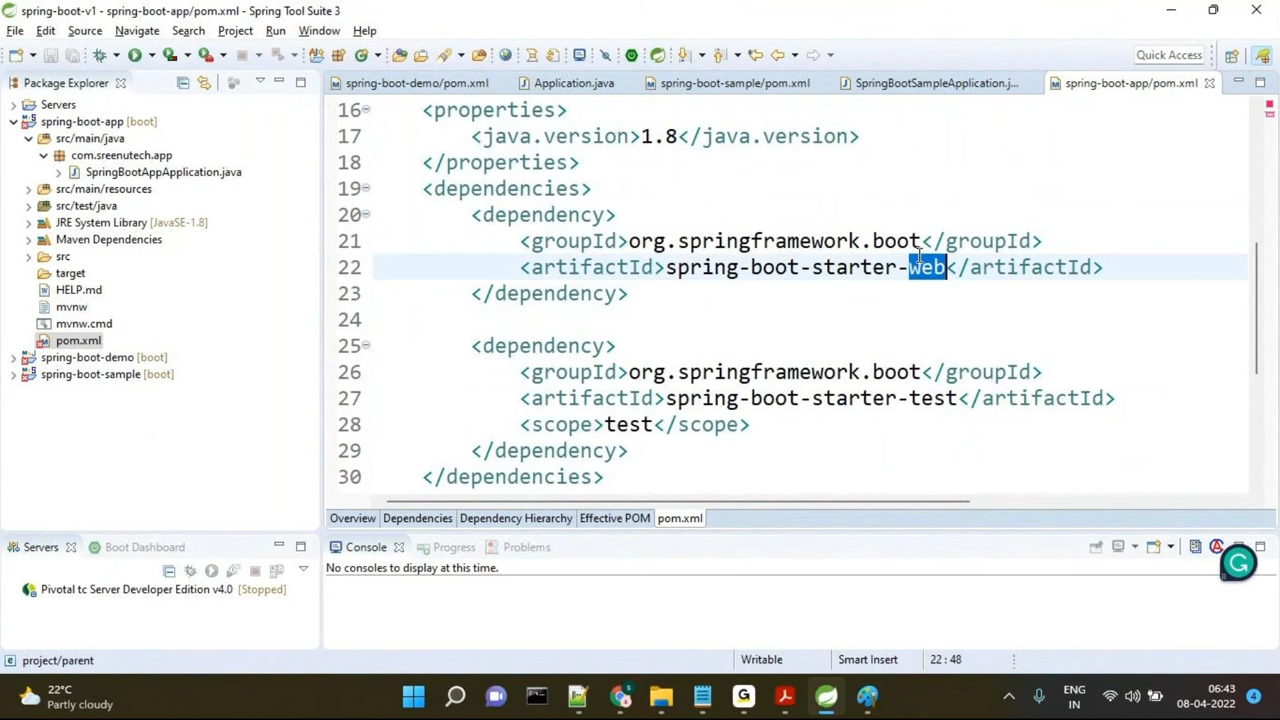 spring-boot-v1 - spring-boot-app/pom.xml - Spring Tool Suite 3
File Edit Source Navigate Search Project Run Window Help
Quick Access
Package Explorer
spring-boot-demo/pom.xml Application.java spring-boot-sample/pom.xml SpringBootSampleApplication.j... spring-boot-app/pom.xml
Servers
spring-boot-app [boot]
src/main/java
com.sreenutech.app
SpringBootAppApplication.java
src/main/resources
src/test/java
JRE System Library [JavaSE-1.8]
Maven Dependencies
src
target
HELP.md
mvnw
mvnw.cmd
pom.xml
spring-boot-demo [boot]
spring-boot-sample [boot]
16 <properties>
17 <java.version>1.8</java.version>
18 </properties>
19 <dependencies>
20 <dependency>
21 <groupId>org.springframework.boot</groupId>
22 <artifactId>spring-boot-starter-web</artifactId>
23 </dependency>
24
25 <dependency>
26 <groupId>org.springframework.boot</groupId>
27 <artifactId>spring-boot-starter-test</artifactId>
28 <scope>test</scope>
29 </dependency>
30 </dependencies>
Overview Dependencies Dependency Hierarchy Effective POM pom.xml
Servers Boot Dashboard
Pivotal tc Server Developer Edition v4.0 [Stopped]
Console Progress Problems
No consoles to display at this time.
project/parent Writable Smart Insert 22 : 48
22°C
Partly cloudy
ENG
IN
06:43
08-04-2022
4